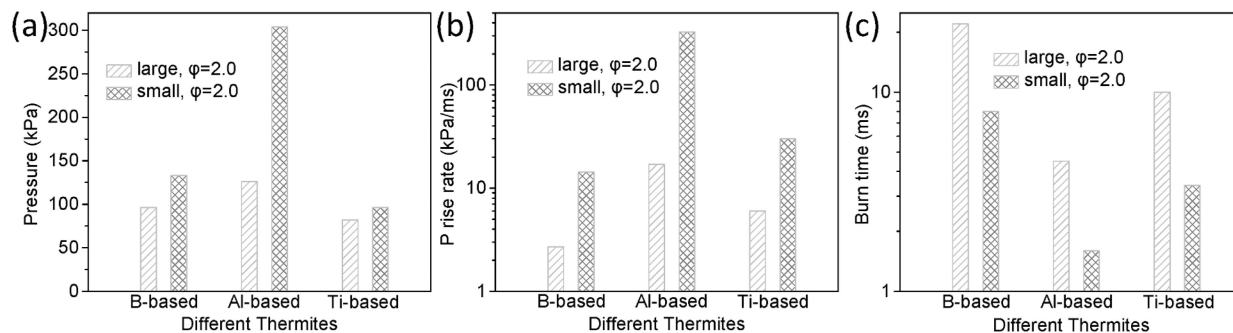 (a)
Pressure (kPa)
300
250
200
150
100
50
0
large, φ=2.0
small, φ=2.0
B-based Al-based Ti-based
Different Thermites
(b)
P rise rate (kPa/ms)
100
10
1
large, φ=2.0
small, φ=2.0
B-based Al-based Ti-based
Different Thermites
(c)
Burn time (ms)
10
1
large, φ=2.0
small, φ=2.0
B-based Al-based Ti-based
Different Thermites